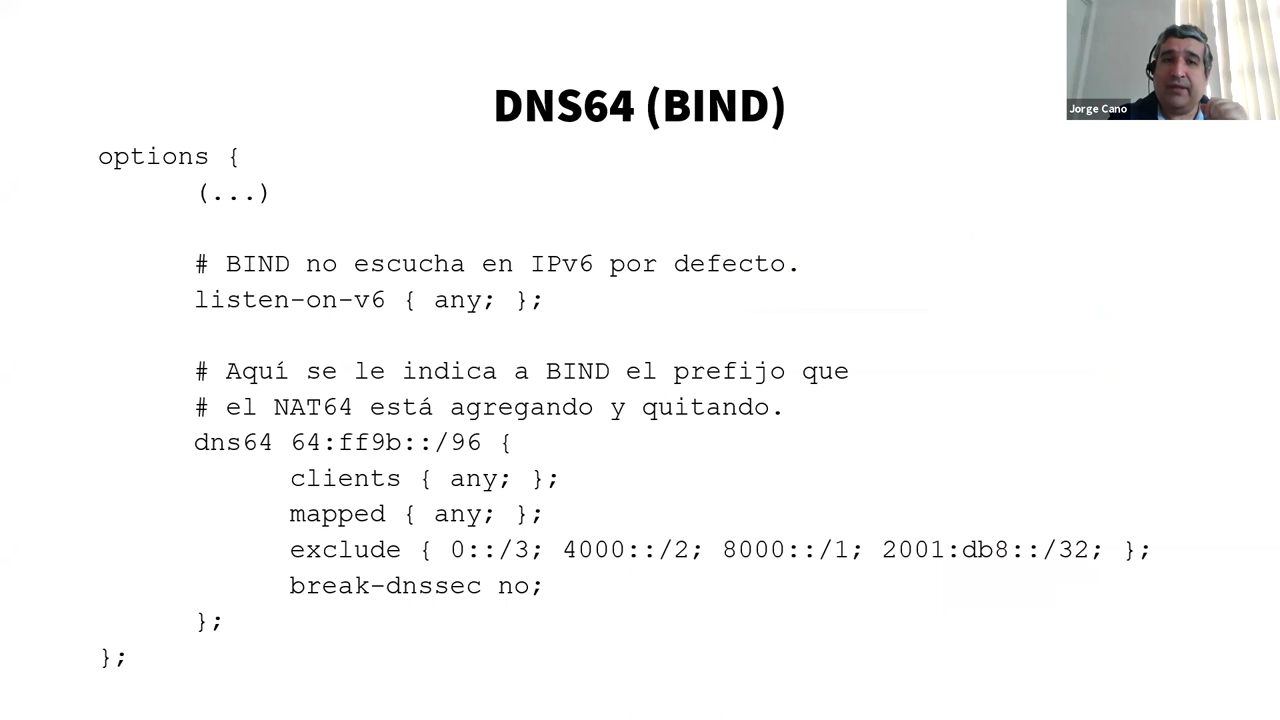 Jorge Cano
DNS64 (BIND)
options {
(...)
# BIND no escucha en IPv6 por defecto.
listen-on-v6 { any; };
# Aquí se le indica a BIND el prefijo que
# el NAT64 está agregando y quitando.
dns64 64:ff9b::/96 {
clients { any; };
mapped { any; };
exclude { 0::/3; 4000::/2; 8000::/1; 2001:db8::/32; };
break-dnssec no;
};
};